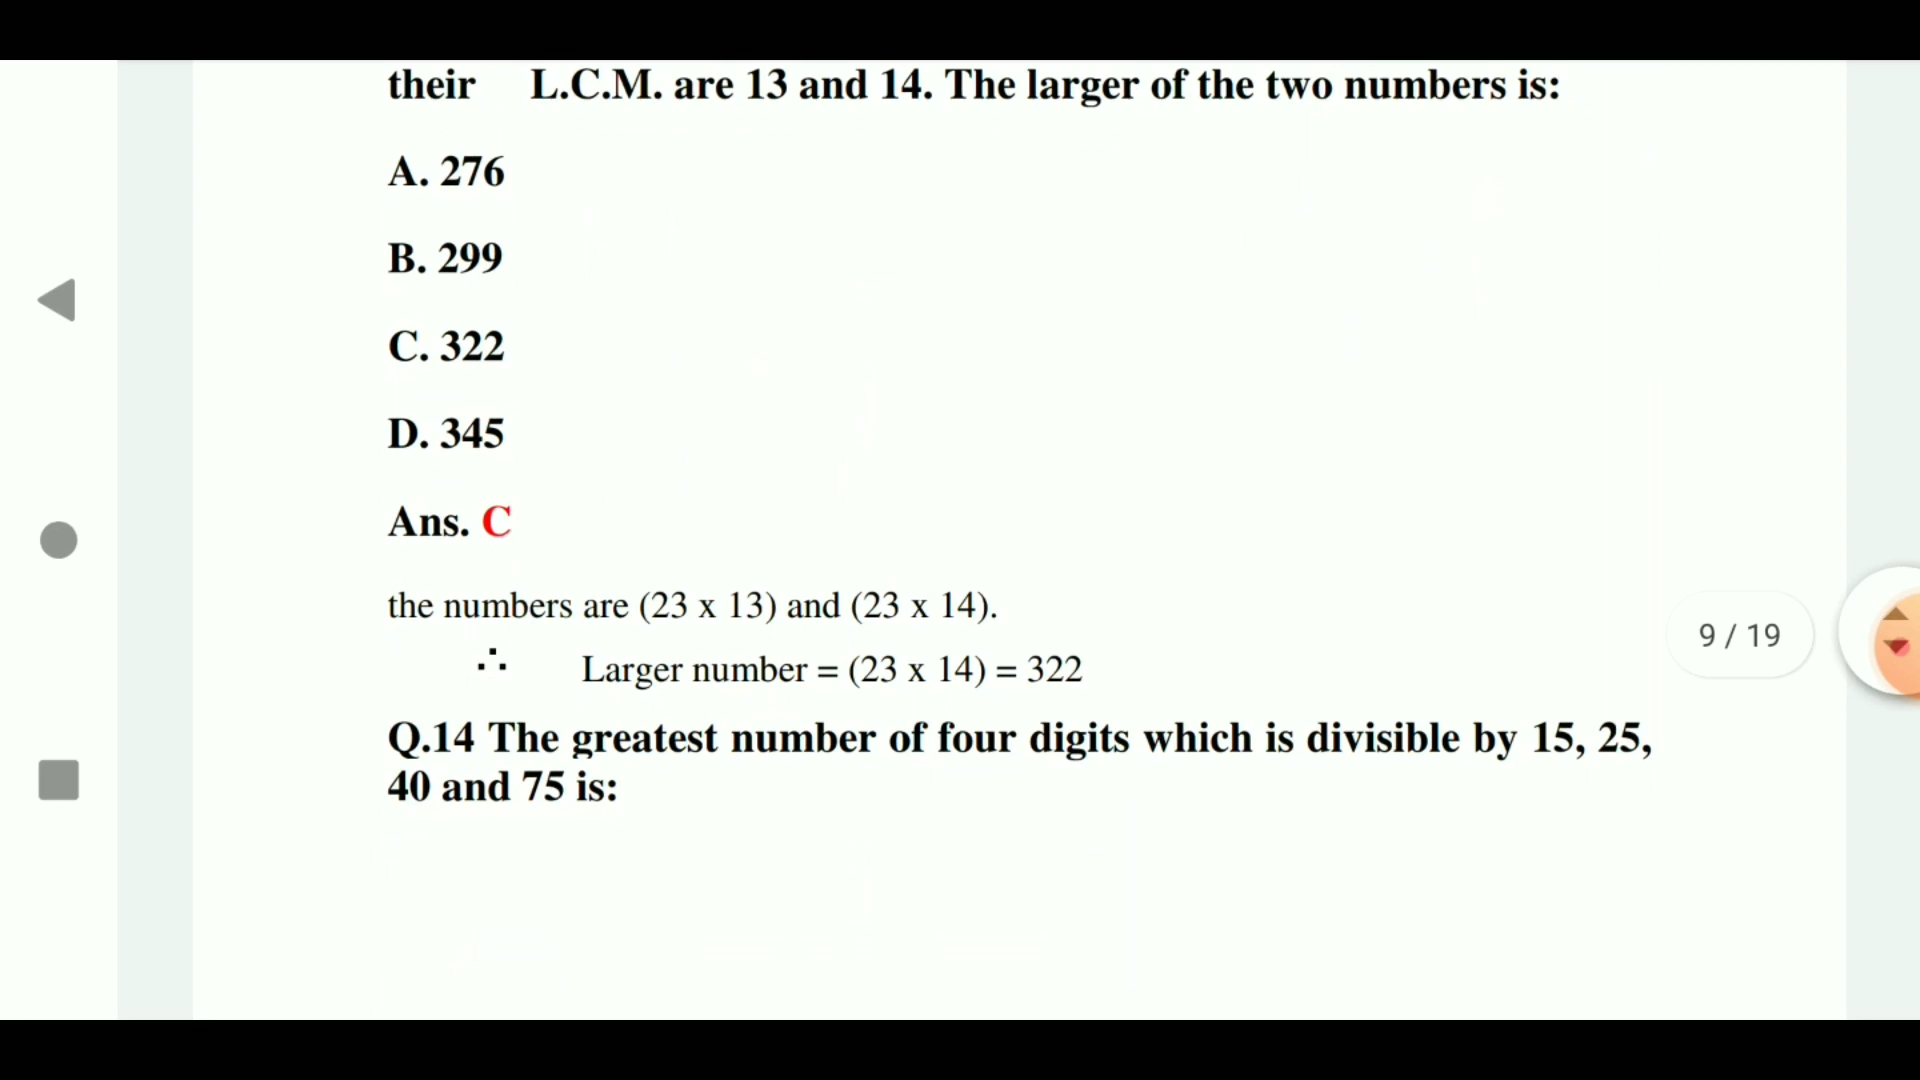 their L.C.M. are 13 and 14. The larger of the two numbers is:
A. 276
B. 299
C. 322
D. 345
Ans. C
the numbers are (23 x 13) and (23 x 14).
∴ Larger number = (23 x 14) = 322
9 / 19
Q.14 The greatest number of four digits which is divisible by 15, 25,
40 and 75 is: